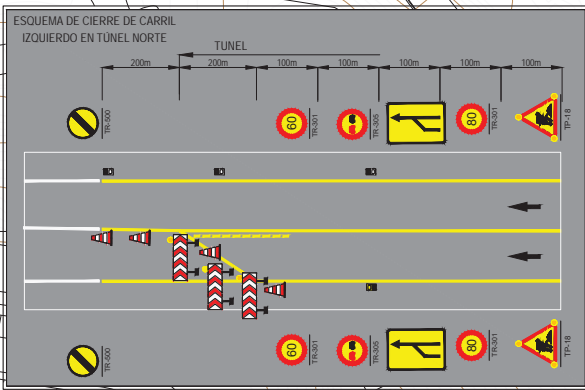 ESQUEMA DE CIERRE DE CARRIL
IZQUIERDO EN TÚNEL NORTE
TUNEL
200m 200m 100m 100m 100m 100m 100m
TR-500 60 TR-301 TR-305 80 TR-301 TP-18
TR-500 60 TR-301 TR-305 80 TR-301 TP-18